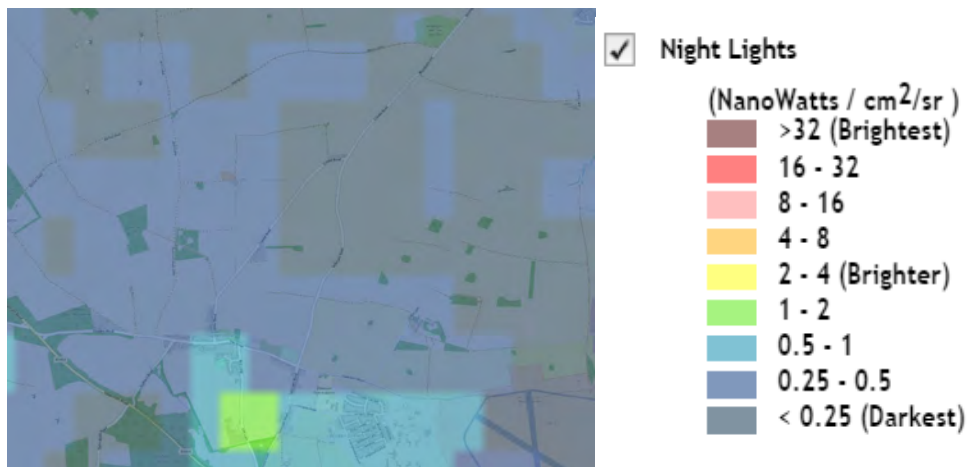 Night Lights
(NanoWatts / cm2/sr )
>32 (Brightest)
16 - 32
8 - 16
4 - 8
2 - 4 (Brighter)
1 - 2
0.5 - 1
0.25 - 0.5
< 0.25 (Darkest)